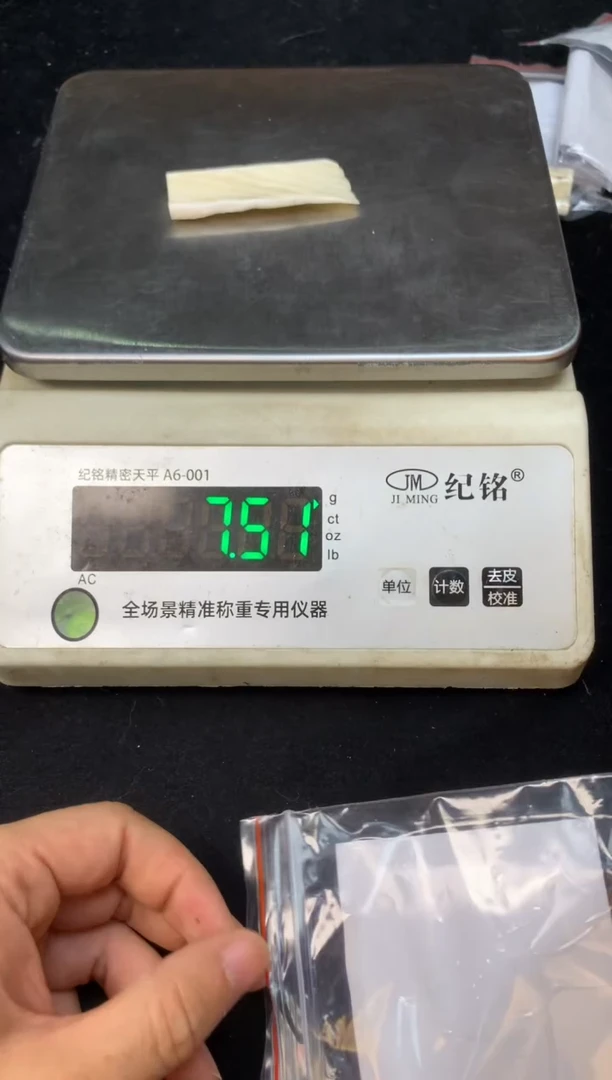 纪铭精密天平 A6-001
JM
JI MING
纪铭®
7.51
g
ct
oz
lb
AC
全场景精准称重专用仪器
单位
计数
去皮
校准